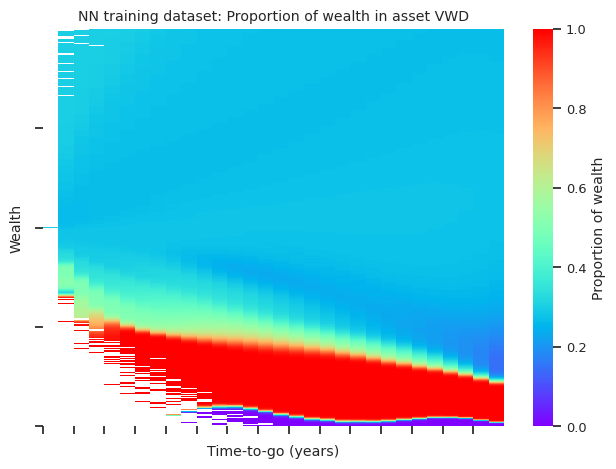 NN training dataset: Proportion of wealth in asset VWD
Wealth
Time-to-go (years)
1.0
0.8
0.6
0.4
0.2
0.0
Proportion of wealth